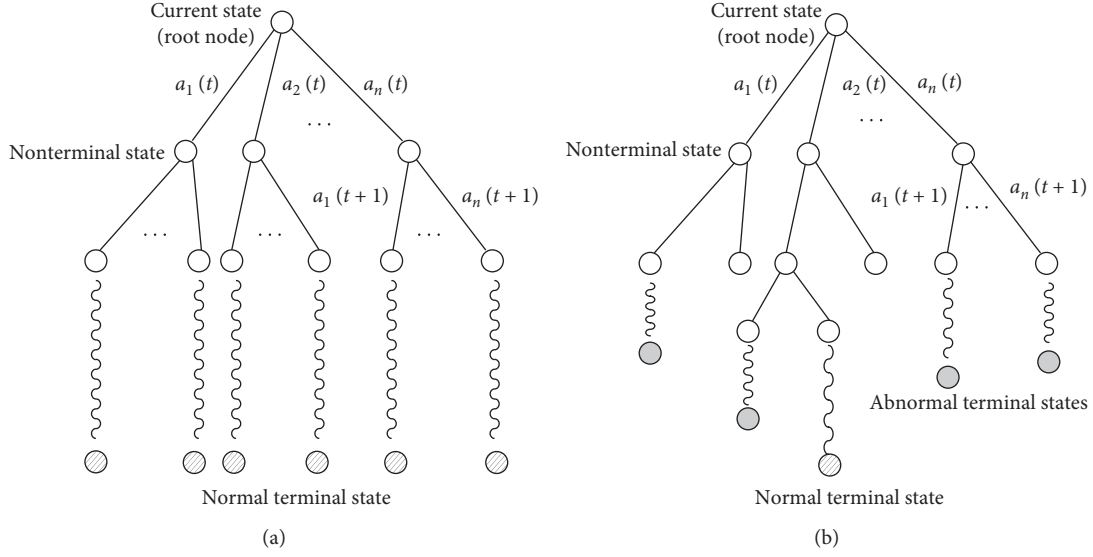 Current state
(root node)
a₁ (t)
a₂ (t)
aₙ (t)
. . .
Nonterminal state
a₁ (t + 1)
aₙ (t + 1)
. . .
. . .
. . .
Normal terminal state
(a)
Current state
(root node)
a₁ (t)
a₂ (t)
aₙ (t)
. . .
Nonterminal state
a₁ (t + 1)
aₙ (t + 1)
. . .
Abnormal terminal states
Normal terminal state
(b)